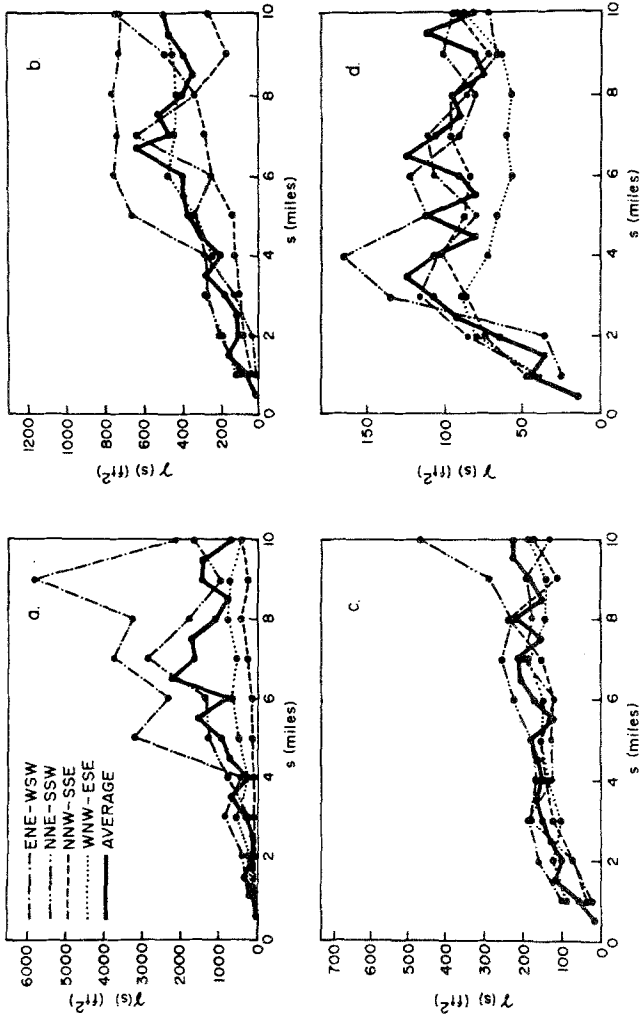 a.
6000
5000
4000
3000
2000
1000
0
γ(s) (ft²)
ENE-WSW
NNE-SSW
NNW-SSE
WNW-ESE
AVERAGE
0 2 4 6 8 10
s (miles)
b
1200
1000
800
600
400
200
0
γ(s) (ft²)
0 2 4 6 8 10
s (miles)
c.
700
600
500
400
300
200
100
0
γ(s) (ft²)
0 2 4 6 8 10
s (miles)
d.
150
100
50
0
γ(s) (ft²)
0 2 4 6 8 10
s (miles)